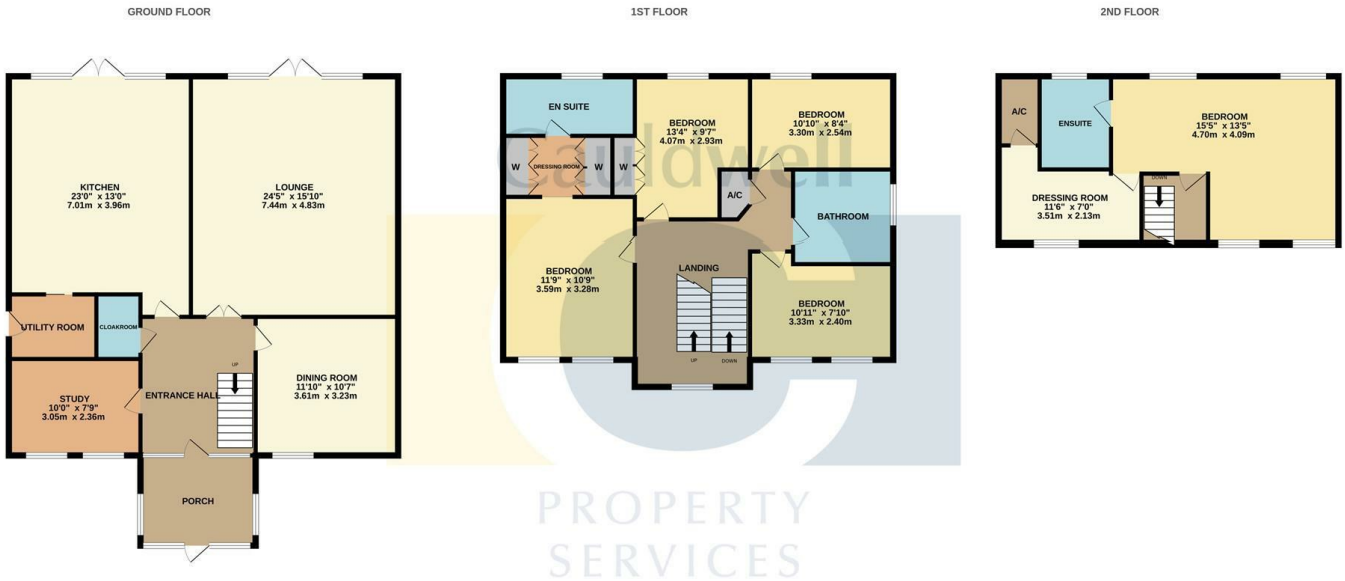 GROUND FLOOR
KITCHEN
23'0" x 13'0"
7.01m x 3.96m
LOUNGE
24'5" x 15'10"
7.44m x 4.83m
UTILITY ROOM
CLOAKROOM
STUDY
10'0" x 7'9"
3.05m x 2.36m
ENTRANCE HALL
UP
DINING ROOM
11'10" x 10'7"
3.61m x 3.23m
PORCH
1ST FLOOR
EN SUITE
BEDROOM
13'4" x 9'7"
4.07m x 2.93m
BEDROOM
10'10" x 8'4"
3.30m x 2.54m
W
DRESSING ROOM
W
W
A/C
BATHROOM
BEDROOM
11'9" x 10'9"
3.59m x 3.28m
LANDING
UP
DOWN
BEDROOM
10'11" x 7'10"
3.33m x 2.40m
2ND FLOOR
A/C
ENSUITE
BEDROOM
15'5" x 13'5"
4.70m x 4.09m
DOWN
DRESSING ROOM
11'6" x 7'0"
3.51m x 2.13m
Cauldwell
PROPERTY
SERVICES